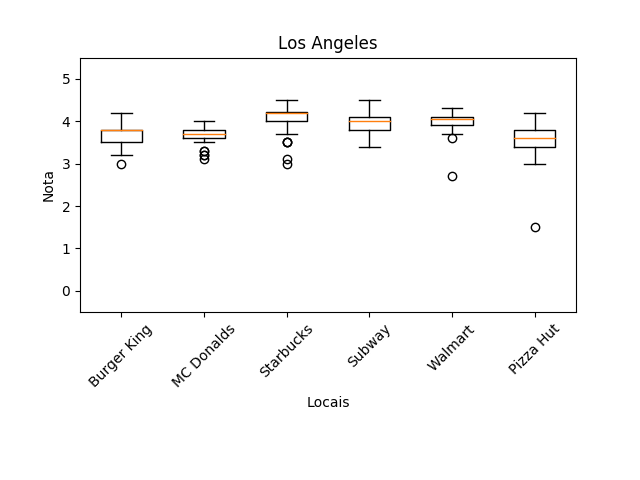 Los Angeles
Nota
5
4
3
2
1
0
Burger King
MC Donalds
Starbucks
Subway
Walmart
Pizza Hut
Locais